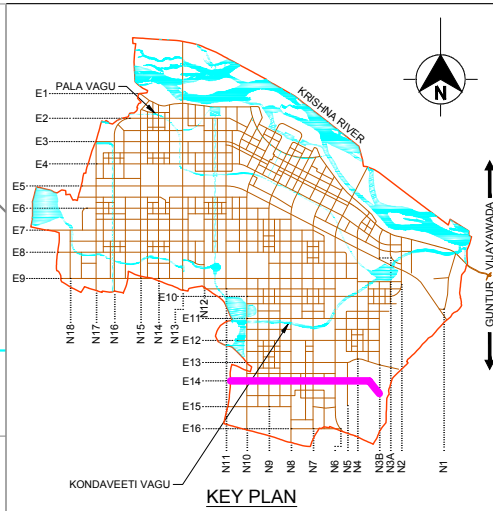 PALA VAGU
KRISHNA RIVER
N
E1
E2
E3
E4
E5
E6
E7
E8
E9
E10
E11
E12
E13
E14
E15
E16
N18
N17
N16
N15
N14
N13
N12
N11
N10
N9
N8
N7
N6
N5
N4
N3B
N3A
N2
N1
GUNTUR - VIJAYAWADA
KONDAVEETI VAGU
KEY PLAN